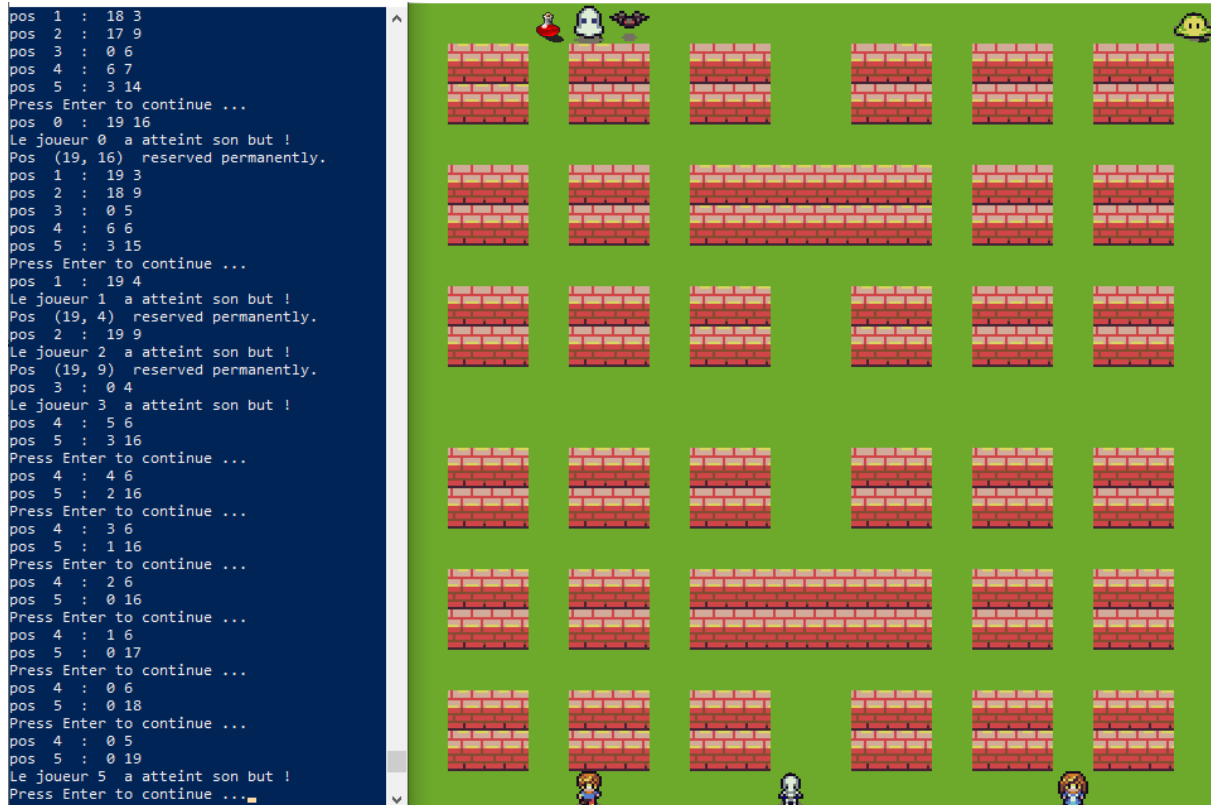 pos  1  :  18 3
pos  2  :  17 9
pos  3  :  0 6
pos  4  :  6 7
pos  5  :  3 14
Press Enter to continue ...
pos  0  :  19 16
Le joueur 0  a atteint son but !
Pos  (19, 16)  reserved permanently.
pos  1  :  19 3
pos  2  :  18 9
pos  3  :  0 5
pos  4  :  6 6
pos  5  :  3 15
Press Enter to continue ...
pos  1  :  19 4
Le joueur 1  a atteint son but !
Pos  (19, 4)  reserved permanently.
pos  2  :  19 9
Le joueur 2  a atteint son but !
Pos  (19, 9)  reserved permanently.
pos  3  :  0 4
Le joueur 3  a atteint son but !
pos  4  :  5 6
pos  5  :  3 16
Press Enter to continue ...
pos  4  :  4 6
pos  5  :  2 16
Press Enter to continue ...
pos  4  :  3 6
pos  5  :  1 16
Press Enter to continue ...
pos  4  :  2 6
pos  5  :  0 16
Press Enter to continue ...
pos  4  :  1 6
pos  5  :  0 17
Press Enter to continue ...
pos  4  :  0 6
pos  5  :  0 18
Press Enter to continue ...
pos  4  :  0 5
pos  5  :  0 19
Le joueur 5  a atteint son but !
Press Enter to continue ...